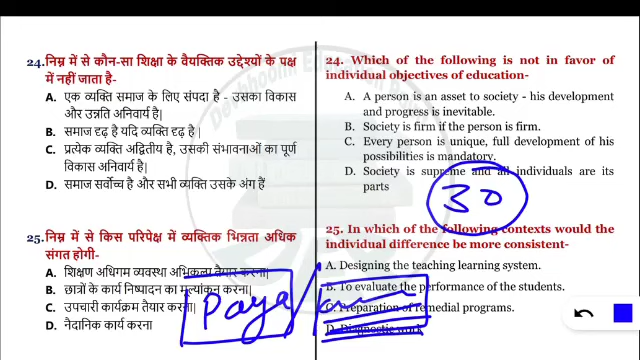 24. निम्न में से कौन-सा शिक्षा के वैयक्तिक उद्देश्यों के पक्ष
में नहीं जाता है-
A. एक व्यक्ति समाज के लिए संपदा है - उसका विकास
और उन्नति अनिवार्य है|
B. समाज दृढ़ है यदि व्यक्ति दृढ़ है |
C. प्रत्येक व्यक्ति अद्वितीय है, उसकी संभावनाओं का पूर्ण
विकास अनिवार्य है।
D. समाज सर्वोच्च है और सभी व्यक्ति उसके अंग हैं
25. निम्न में से किस परिपेक्ष में व्यक्तिक भिन्नता अधिक
संगत होगी-
A. शिक्षण अधिगम व्यवस्था अभिकल्प तैयार करना।
B. छात्रों के कार्य निष्पादन का मूल्यांकन करना।
C. उपचारी कार्यक्रम तैयार करना।
D. नैदानिक कार्य करना
24. Which of the following is not in favor of
individual objectives of education-
A. A person is an asset to society - his development
and progress is inevitable.
B. Society is firm if the person is firm.
C. Every person is unique, full development of his
possibilities is mandatory.
D. Society is supreme and all individuals are its
parts
30
25. In which of the following contexts would the
individual difference be more consistent-
A. Designing the teaching learning system.
B. To evaluate the performance of the students.
C. Preparation of remedial programs.
D. Diagnostic work
Paya